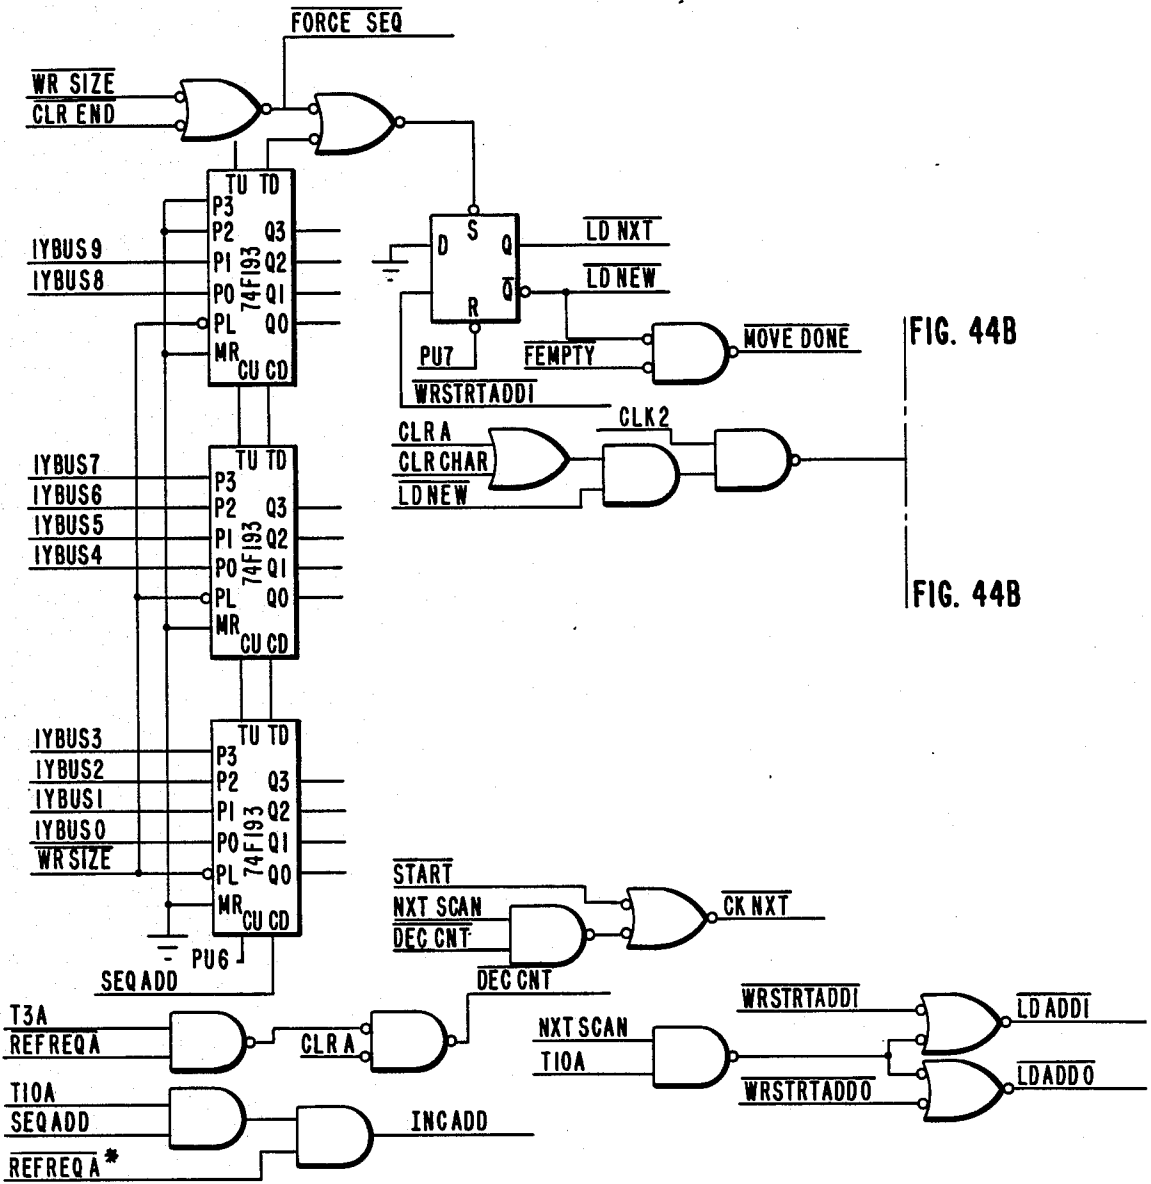 FORCE SEQ
WR SIZE
CLR END
TU TD
P3
P2 Q3
IYBUS9 P1 Q2
IYBUS8 P0 Q1
74F193
PL Q0
MR
CU CD
D S Q
R Q
LD NXT
LD NEW
PU7
FEMPTY
MOVE DONE
WRSTRTADD1
FIG. 44B
CLK2
CLR A
CLR CHAR
LD NEW
FIG. 44B
TU TD
IYBUS7 P3
IYBUS6 P2 Q3
IYBUS5 P1 Q2
IYBUS4 P0 Q1
74F193
PL Q0
MR
CU CD
TU TD
IYBUS3 P3
IYBUS2 P2 Q3
IYBUS1 P1 Q2
IYBUS0 P0 Q1
74F193
WR SIZE PL Q0
MR
CU CD
PU6
SEQ ADD
START
NXT SCAN
DEC CNT
CK NXT
DEC CNT
T3A
REFREQ A
CLR A
NXT SCAN
T10A
WRSTRTADD1
LD ADD1
WRSTRTADD0
LD ADD0
T10A
SEQ ADD
REFREQ A *
INC ADD